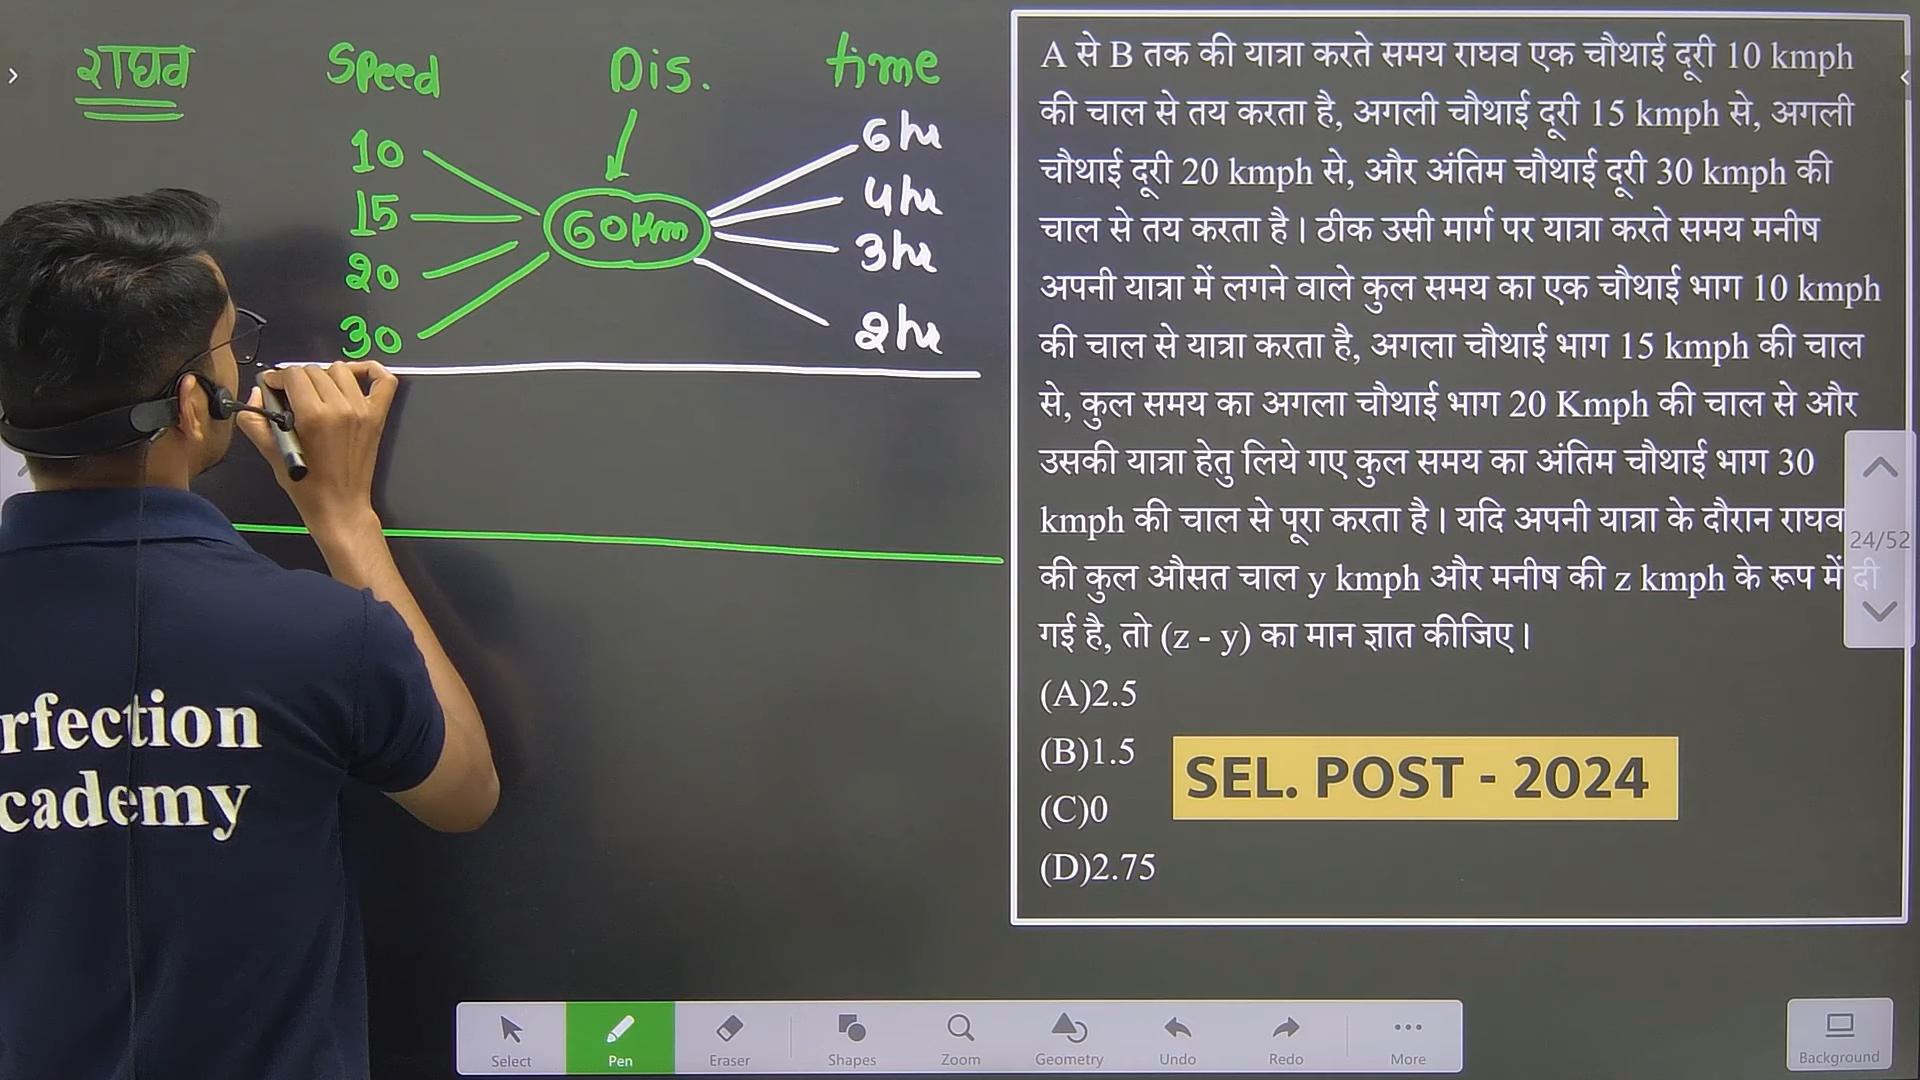 राघव Speed Dis. time
10 6hr
15 60km 4hr
20 3hr
30 2hr
A से B तक की यात्रा करते समय राघव एक चौथाई दूरी 10 kmph
की चाल से तय करता है, अगली चौथाई दूरी 15 kmph से, अगली
चौथाई दूरी 20 kmph से, और अंतिम चौथाई दूरी 30 kmph की
चाल से तय करता है। ठीक उसी मार्ग पर यात्रा करते समय मनीष
अपनी यात्रा में लगने वाले कुल समय का एक चौथाई भाग 10 kmph
की चाल से यात्रा करता है, अगला चौथाई भाग 15 kmph की चाल
से, कुल समय का अगला चौथाई भाग 20 Kmph की चाल से और
उसकी यात्रा हेतु लिये गए कुल समय का अंतिम चौथाई भाग 30
kmph की चाल से पूरा करता है। यदि अपनी यात्रा के दौरान राघव
की कुल औसत चाल y kmph और मनीष की z kmph के रूप में दी
गई है, तो (z - y) का मान ज्ञात कीजिए।
(A)2.5
(B)1.5
(C)0
(D)2.75
SEL. POST - 2024
24/52
rfection
cademy
Select Pen Eraser Shapes Zoom Geometry Undo Redo More
Background